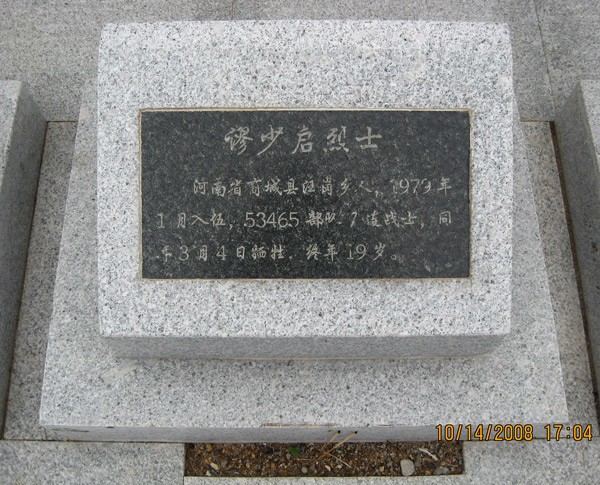 谬少启烈士
河南省商城县汪岗乡人，1979年
1月入伍，53465部队7连战士，同
年3月4日牺牲，终年19岁。
10/14/2008 17:04